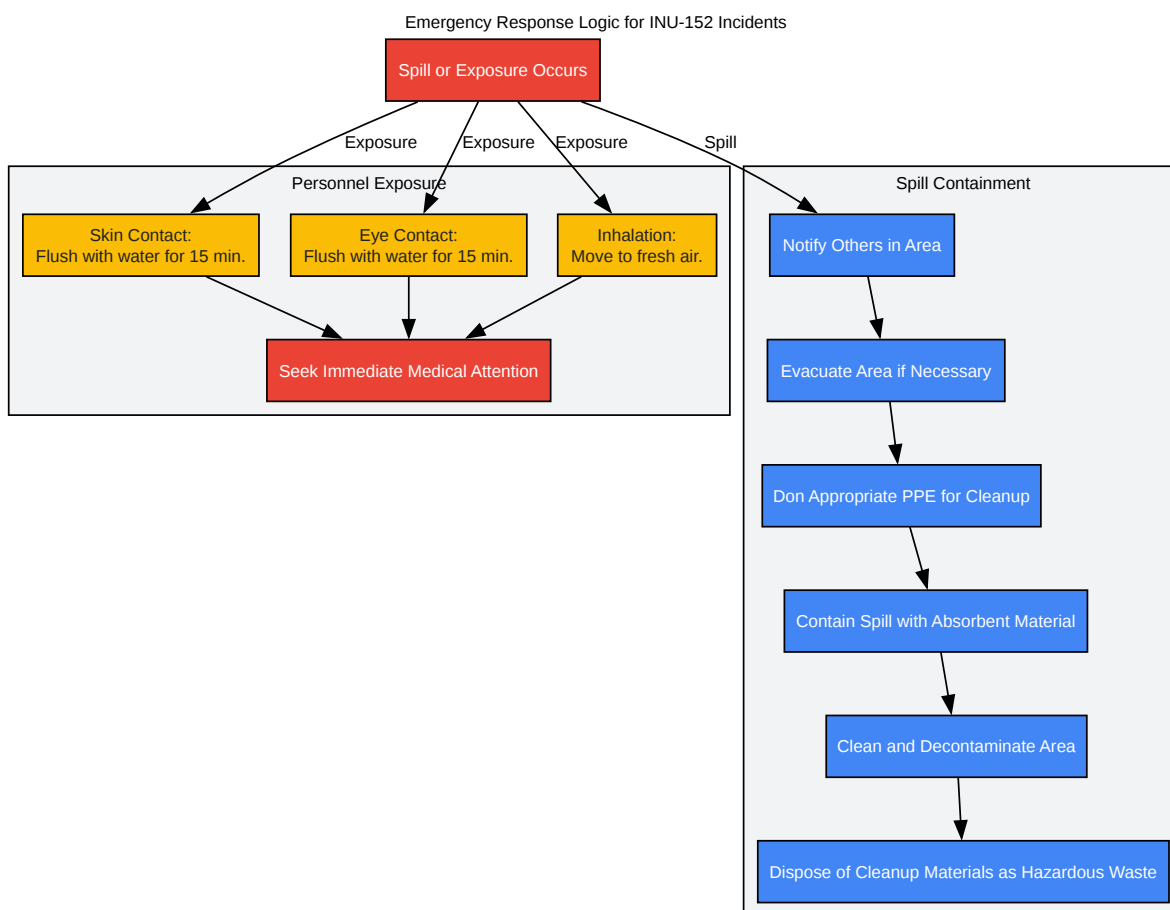 Emergency Response Logic for INU-152 Incidents
Spill or Exposure Occurs
Exposure
Exposure
Exposure
Spill
Personnel Exposure
Skin Contact:
Flush with water for 15 min.
Eye Contact:
Flush with water for 15 min.
Inhalation:
Move to fresh air.
Seek Immediate Medical Attention
Spill Containment
Notify Others in Area
Evacuate Area if Necessary
Don Appropriate PPE for Cleanup
Contain Spill with Absorbent Material
Clean and Decontaminate Area
Dispose of Cleanup Materials as Hazardous Waste